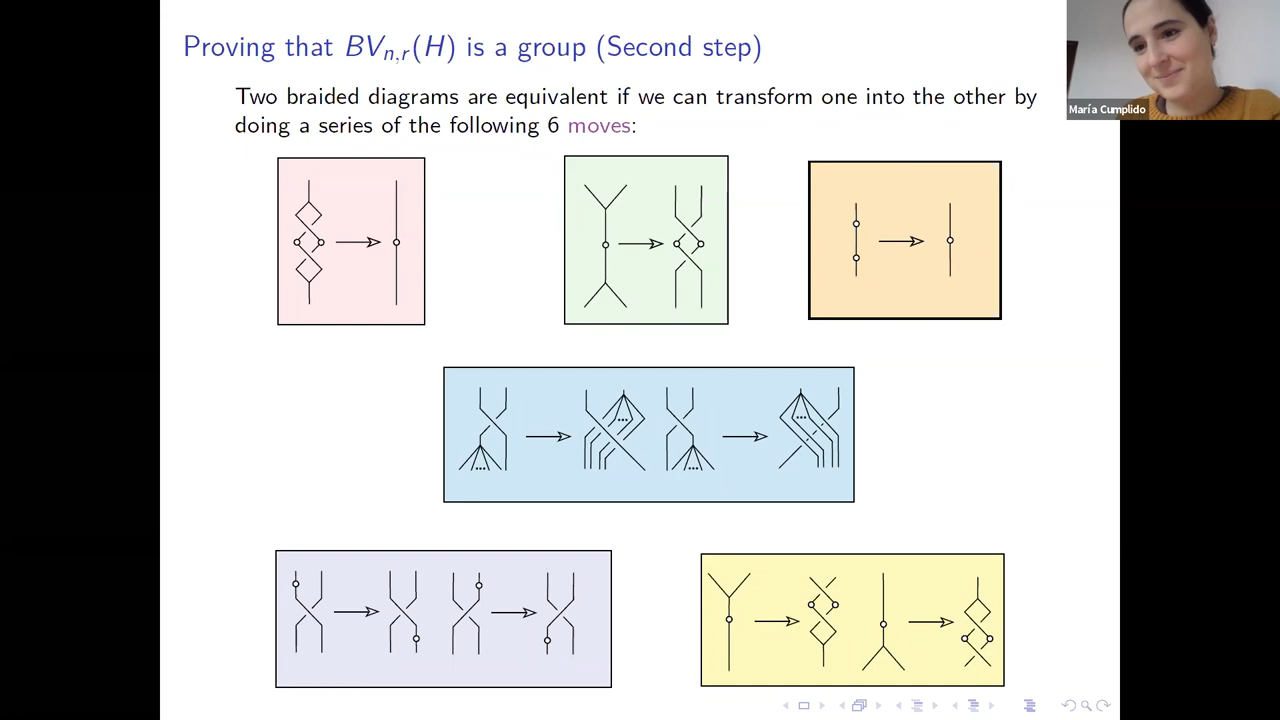 Proving that BVn,r(H) is a group (Second step)
María Cumplido
Two braided diagrams are equivalent if we can transform one into the other by
doing a series of the following 6 moves: